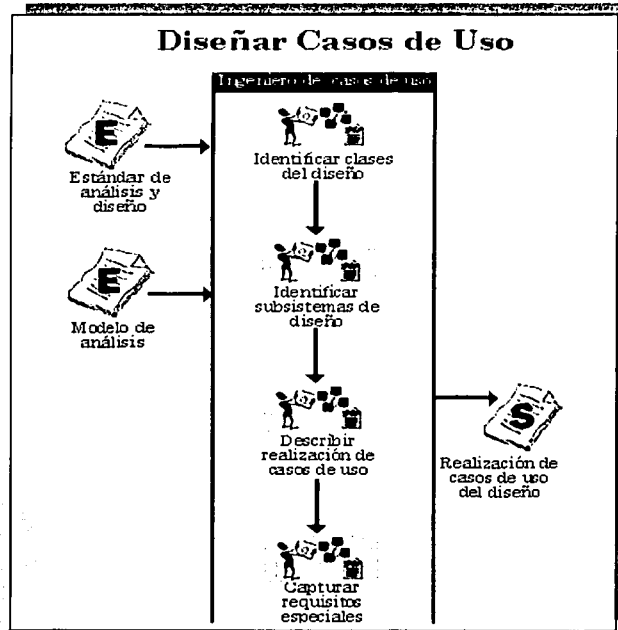 Diseñar Casos de Uso
Ingeniero de casos de uso
E
Estándar de
análisis y
diseño
Identificar clases
del diseño
E
Modelo de
análisis
Identificar
subsistemas de
diseño
Describir
realización de
casos de uso
S
Realización de
casos de uso
del diseño
Capturar
requisitos
especiales